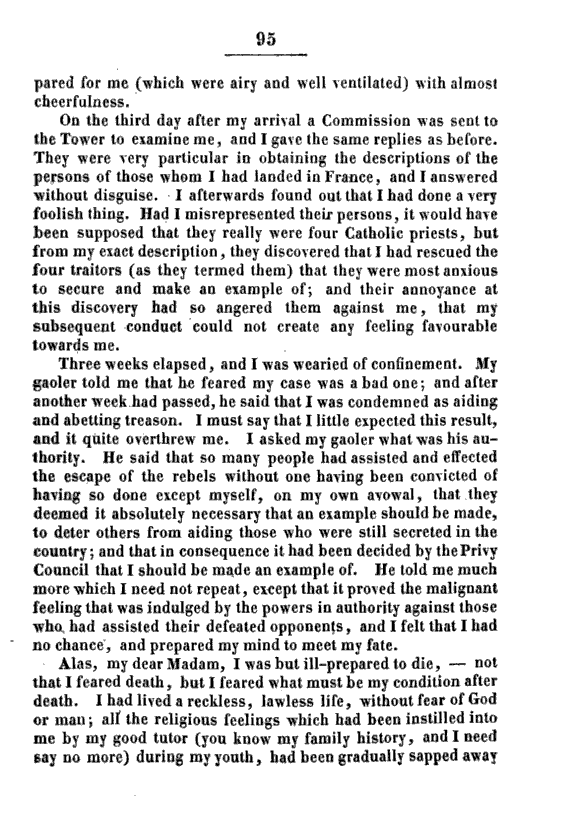 95
pared for me (which were airy and well ventilated) with almost
cheerfulness.
On the third day after my arrival a Commission was sent to
the Tower to examine me, and I gave the same replies as before.
They were very particular in obtaining the descriptions of the
persons of those whom I had landed in France, and I answered
without disguise. I afterwards found out that I had done a very
foolish thing. Had I misrepresented their persons, it would have
been supposed that they really were four Catholic priests, but
from my exact description, they discovered that I had rescued the
four traitors (as they termed them) that they were most anxious
to secure and make an example of; and their annoyance at
this discovery had so angered them against me, that my
subsequent conduct could not create any feeling favourable
towards me.
Three weeks elapsed, and I was wearied of confinement. My
gaoler told me that he feared my case was a bad one; and after
another week had passed, he said that I was condemned as aiding
and abetting treason. I must say that I little expected this result,
and it quite overthrew me. I asked my gaoler what was his au-
thority. He said that so many people had assisted and effected
the escape of the rebels without one having been convicted of
having so done except myself, on my own avowal, that they
deemed it absolutely necessary that an example should be made,
to deter others from aiding those who were still secreted in the
country; and that in consequence it had been decided by the Privy
Council that I should be made an example of. He told me much
more which I need not repeat, except that it proved the malignant
feeling that was indulged by the powers in authority against those
who had assisted their defeated opponents, and I felt that I had
no chance, and prepared my mind to meet my fate.
Alas, my dear Madam, I was but ill-prepared to die, — not
that I feared death, but I feared what must be my condition after
death. I had lived a reckless, lawless life, without fear of God
or man; all the religious feelings which had been instilled into
me by my good tutor (you know my family history, and I need
say no more) during my youth, had been gradually sapped away